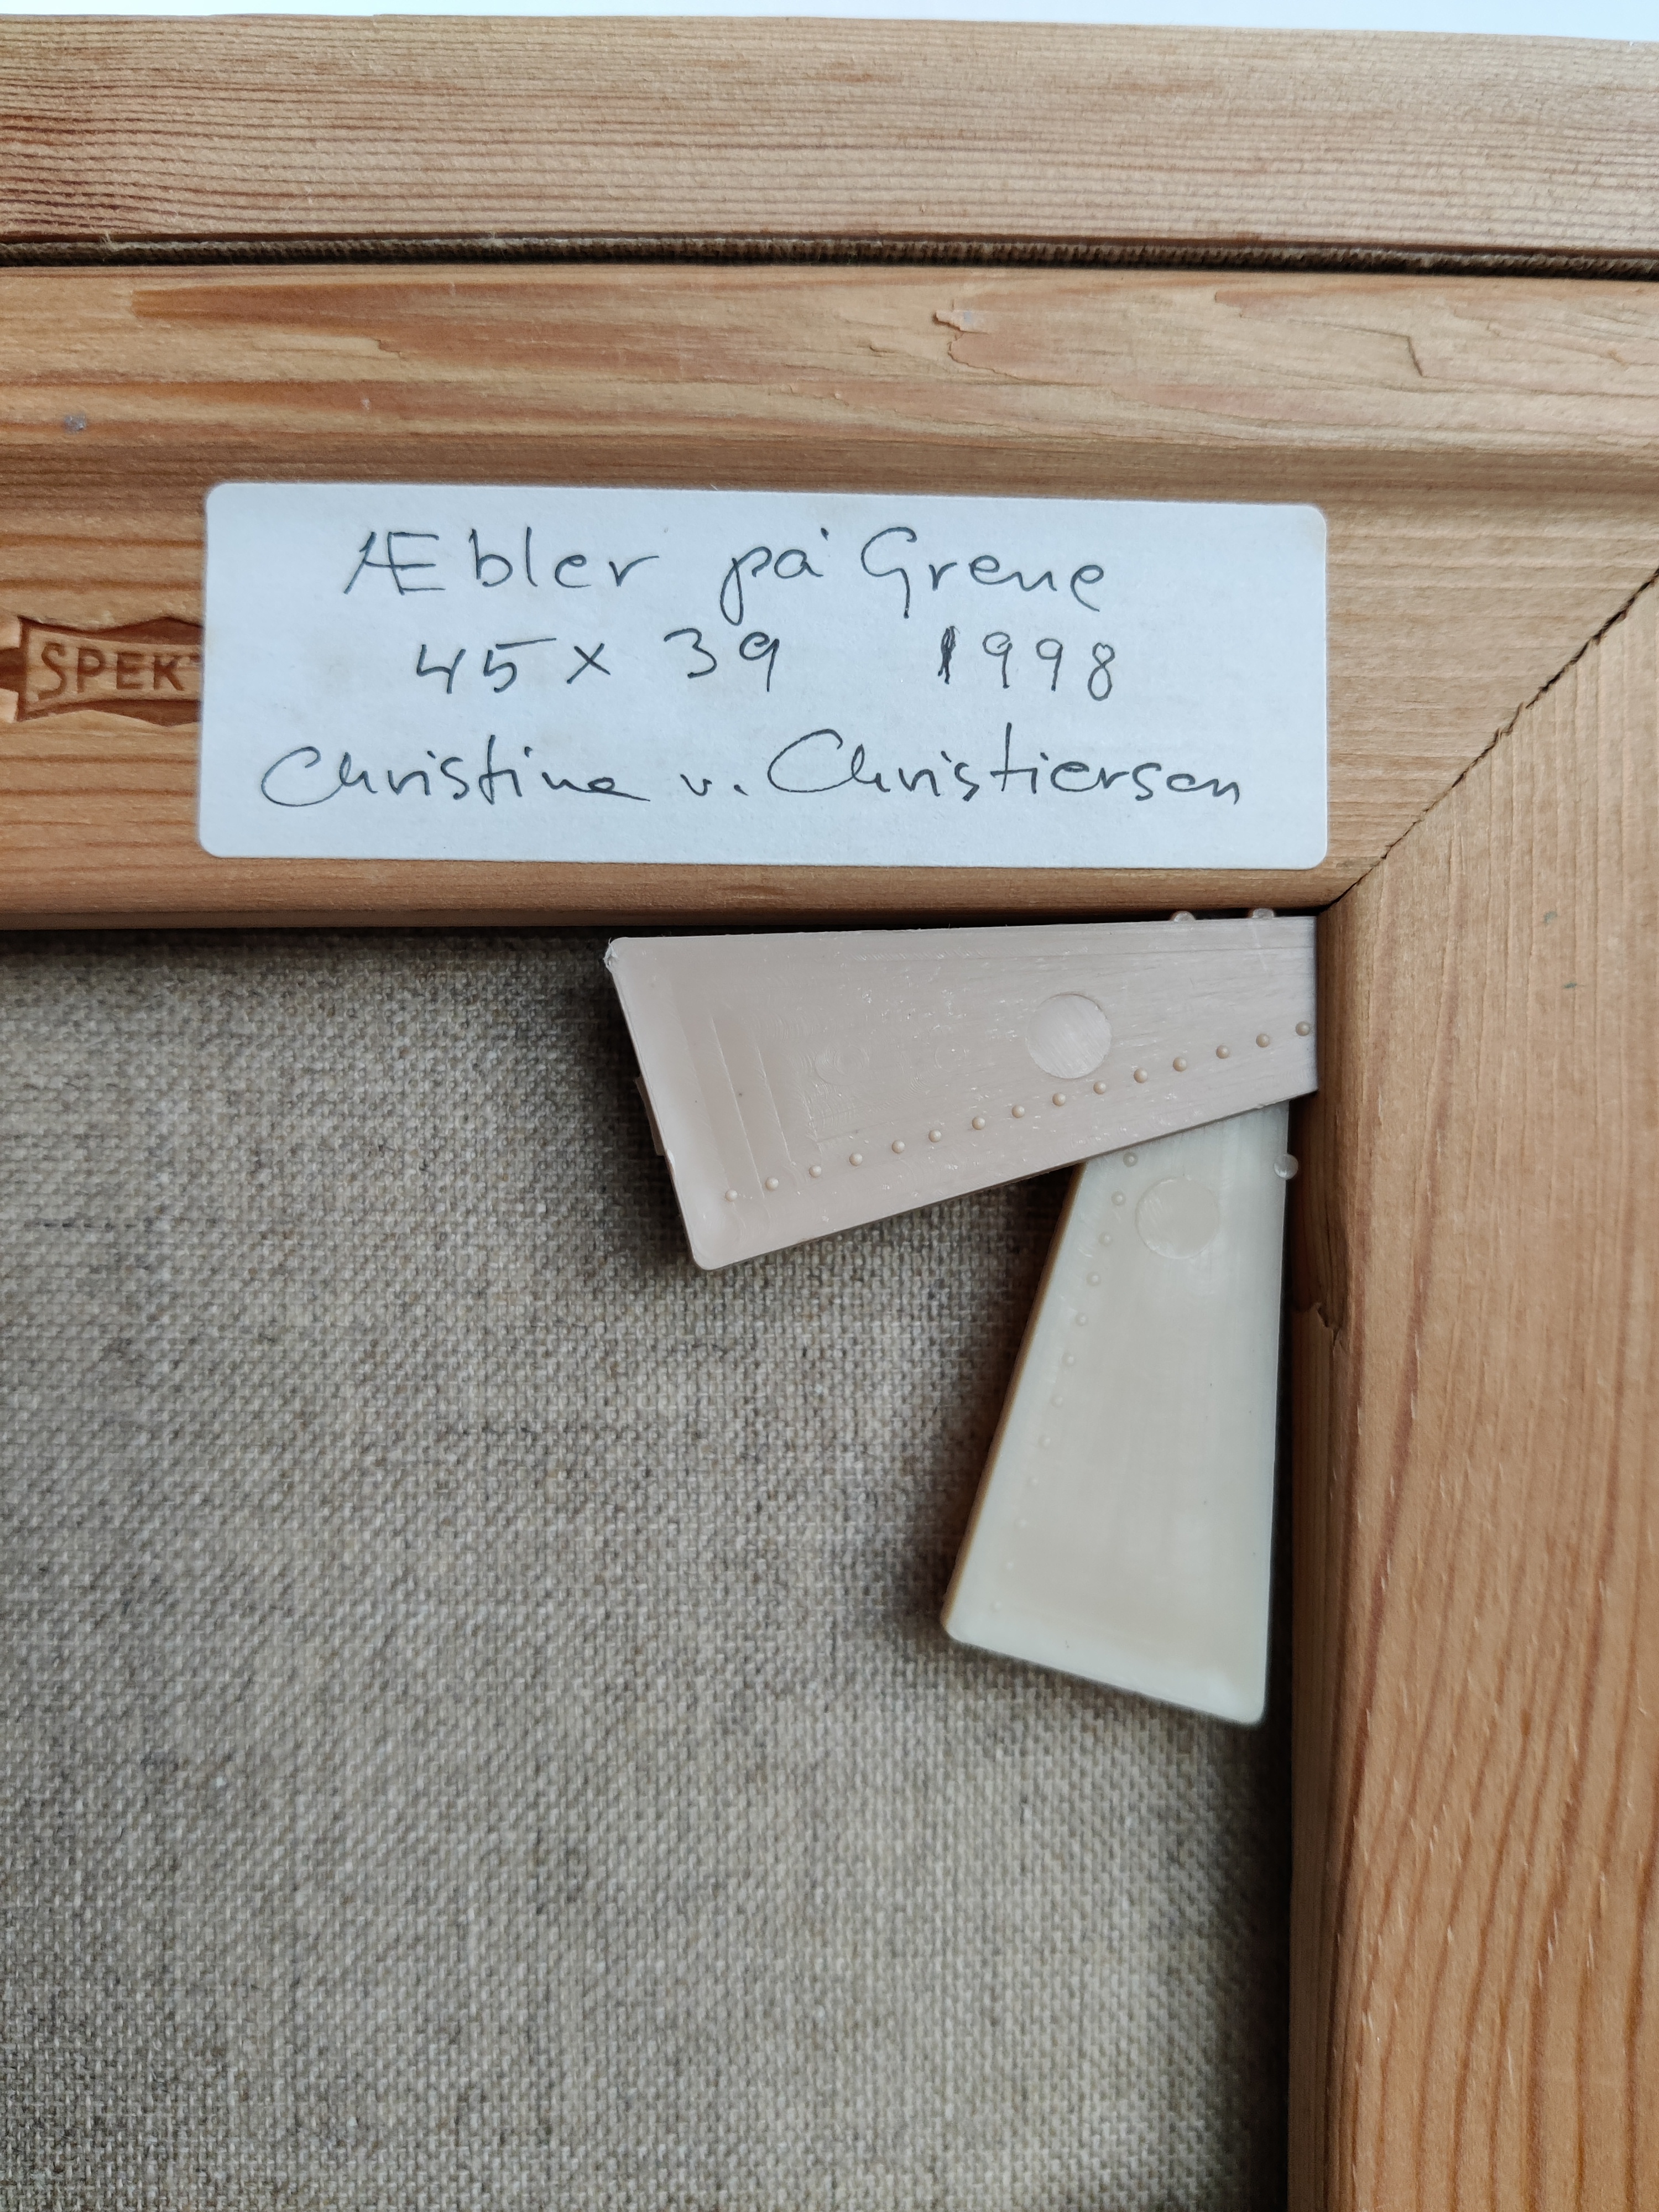 Æbler på Grene
45 x 39 1998
SPEK
Christine v. Christiersen